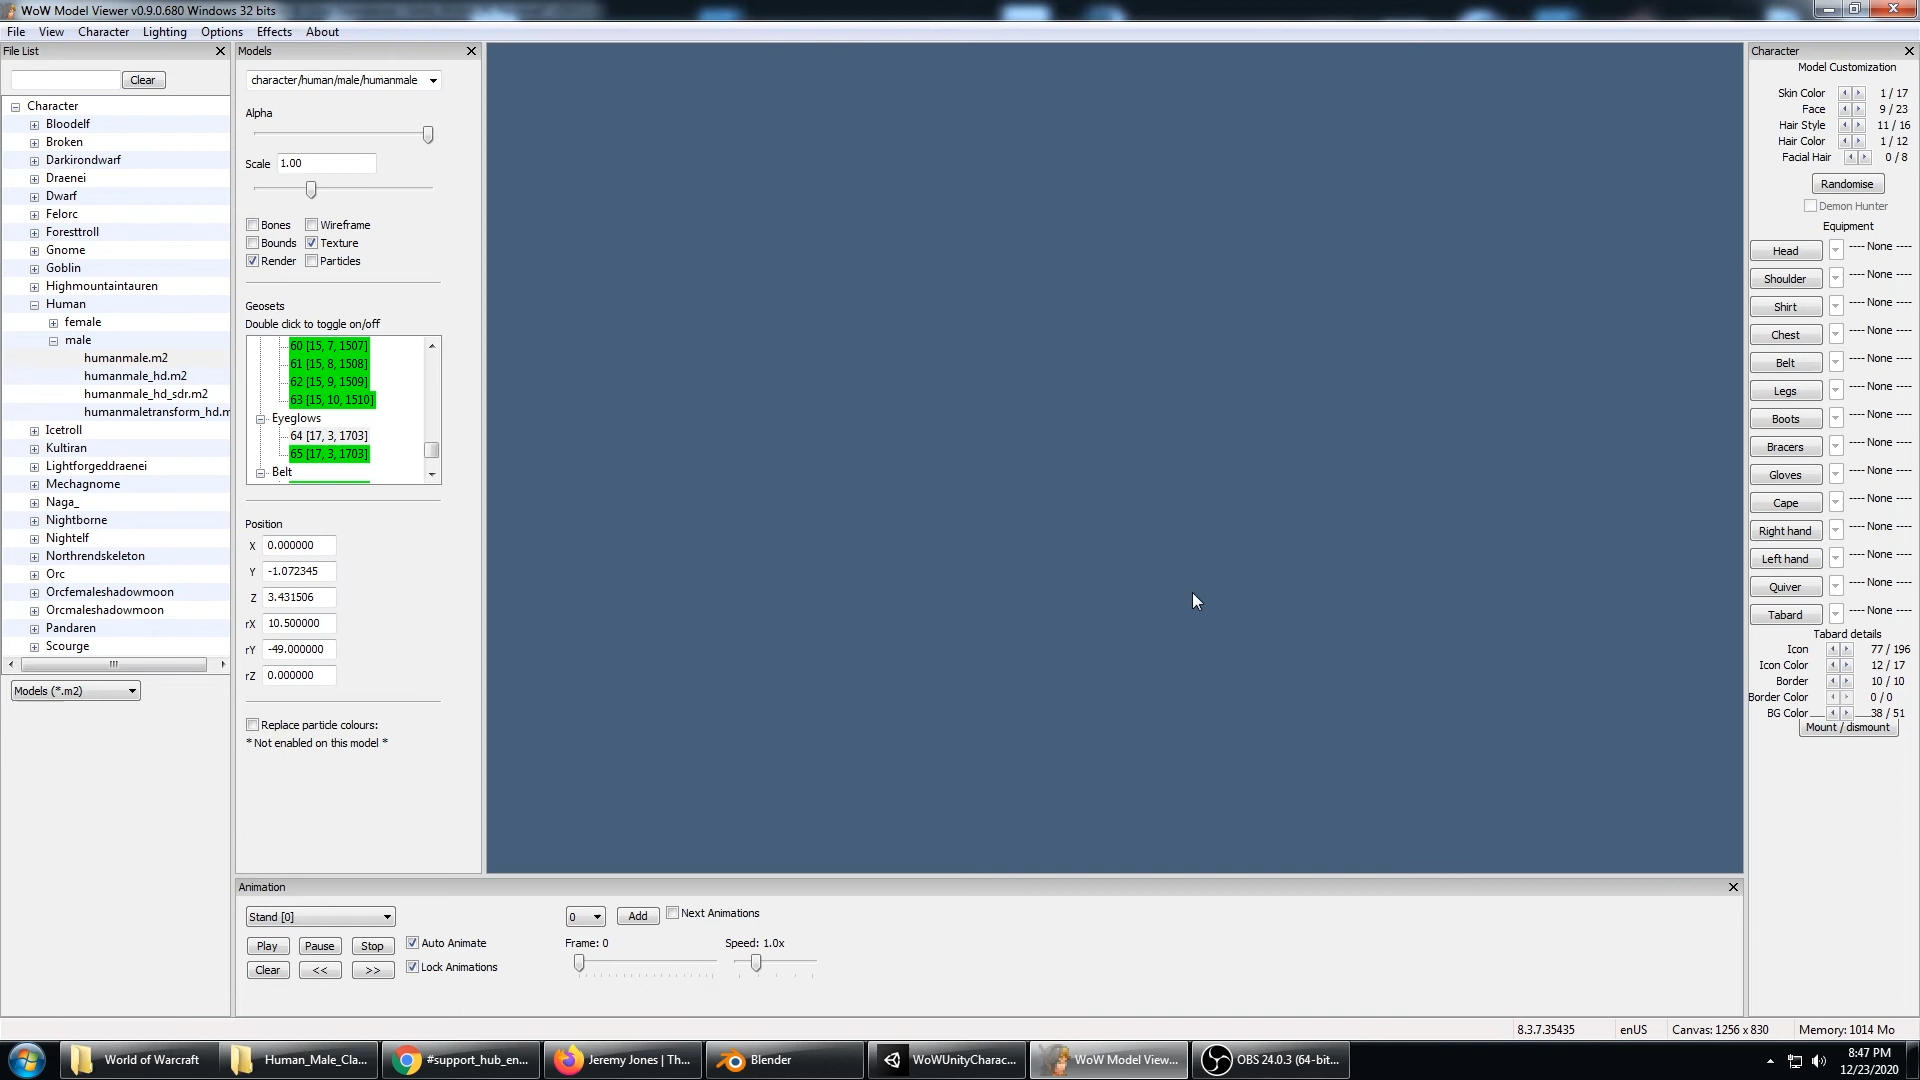 WoW Model Viewer v0.9.0.680 Windows 32 bits
File View Character Lighting Options Effects About
File List
Clear
Character
Bloodelf
Broken
Darkirondwarf
Draenei
Dwarf
Felorc
Foresttroll
Gnome
Goblin
Highmountaintauren
Human
female
male
humanmale.m2
humanmale_hd.m2
humanmale_hd_sdr.m2
humanmaletransform_hd.m
Icetroll
Kultiran
Lightforgeddraenei
Mechagnome
Naga_
Nightborne
Nightelf
Northrendskeleton
Orc
Orcfemaleshadowmoon
Orcmaleshadowmoon
Pandaren
Scourge
Models (*.m2)
Models
character/human/male/humanmale
Alpha
Scale 1.00
Bones Wireframe
Bounds Texture
Render Particles
Geosets
Double click to toggle on/off
60 [15, 7, 1507]
61 [15, 8, 1508]
62 [15, 9, 1509]
63 [15, 10, 1510]
Eyeglows
64 [17, 3, 1703]
65 [17, 3, 1703]
Belt
Position
X 0.000000
Y -1.072345
Z 3.431506
rX 10.500000
rY -49.000000
rZ 0.000000
Replace particle colours:
* Not enabled on this model *
Animation
Stand [0] 0 Add Next Animations
Play Pause Stop Auto Animate Frame: 0 Speed: 1.0x
Clear << >> Lock Animations
Character
Model Customization
Skin Color 1 / 17
Face 9 / 23
Hair Style 11 / 16
Hair Color 1 / 12
Facial Hair 0 / 8
Randomise
Demon Hunter
Equipment
Head ---- None ----
Shoulder ---- None ----
Shirt ---- None ----
Chest ---- None ----
Belt ---- None ----
Legs ---- None ----
Boots ---- None ----
Bracers ---- None ----
Gloves ---- None ----
Cape ---- None ----
Right hand ---- None ----
Left hand ---- None ----
Quiver ---- None ----
Tabard ---- None ----
Tabard details
Icon 77 / 196
Icon Color 12 / 17
Border 10 / 10
Border Color 0 / 0
BG Color 38 / 51
Mount / dismount
8.3.7.35435 enUS Canvas: 1256 x 830 Memory: 1014 Mo
World of Warcraft Human_Male_Cla... #support_hub_en... Jeremy Jones | Th... Blender WoWUnityCharac... WoW Model View... OBS 24.0.3 (64-bit...
8:47 PM
12/23/2020